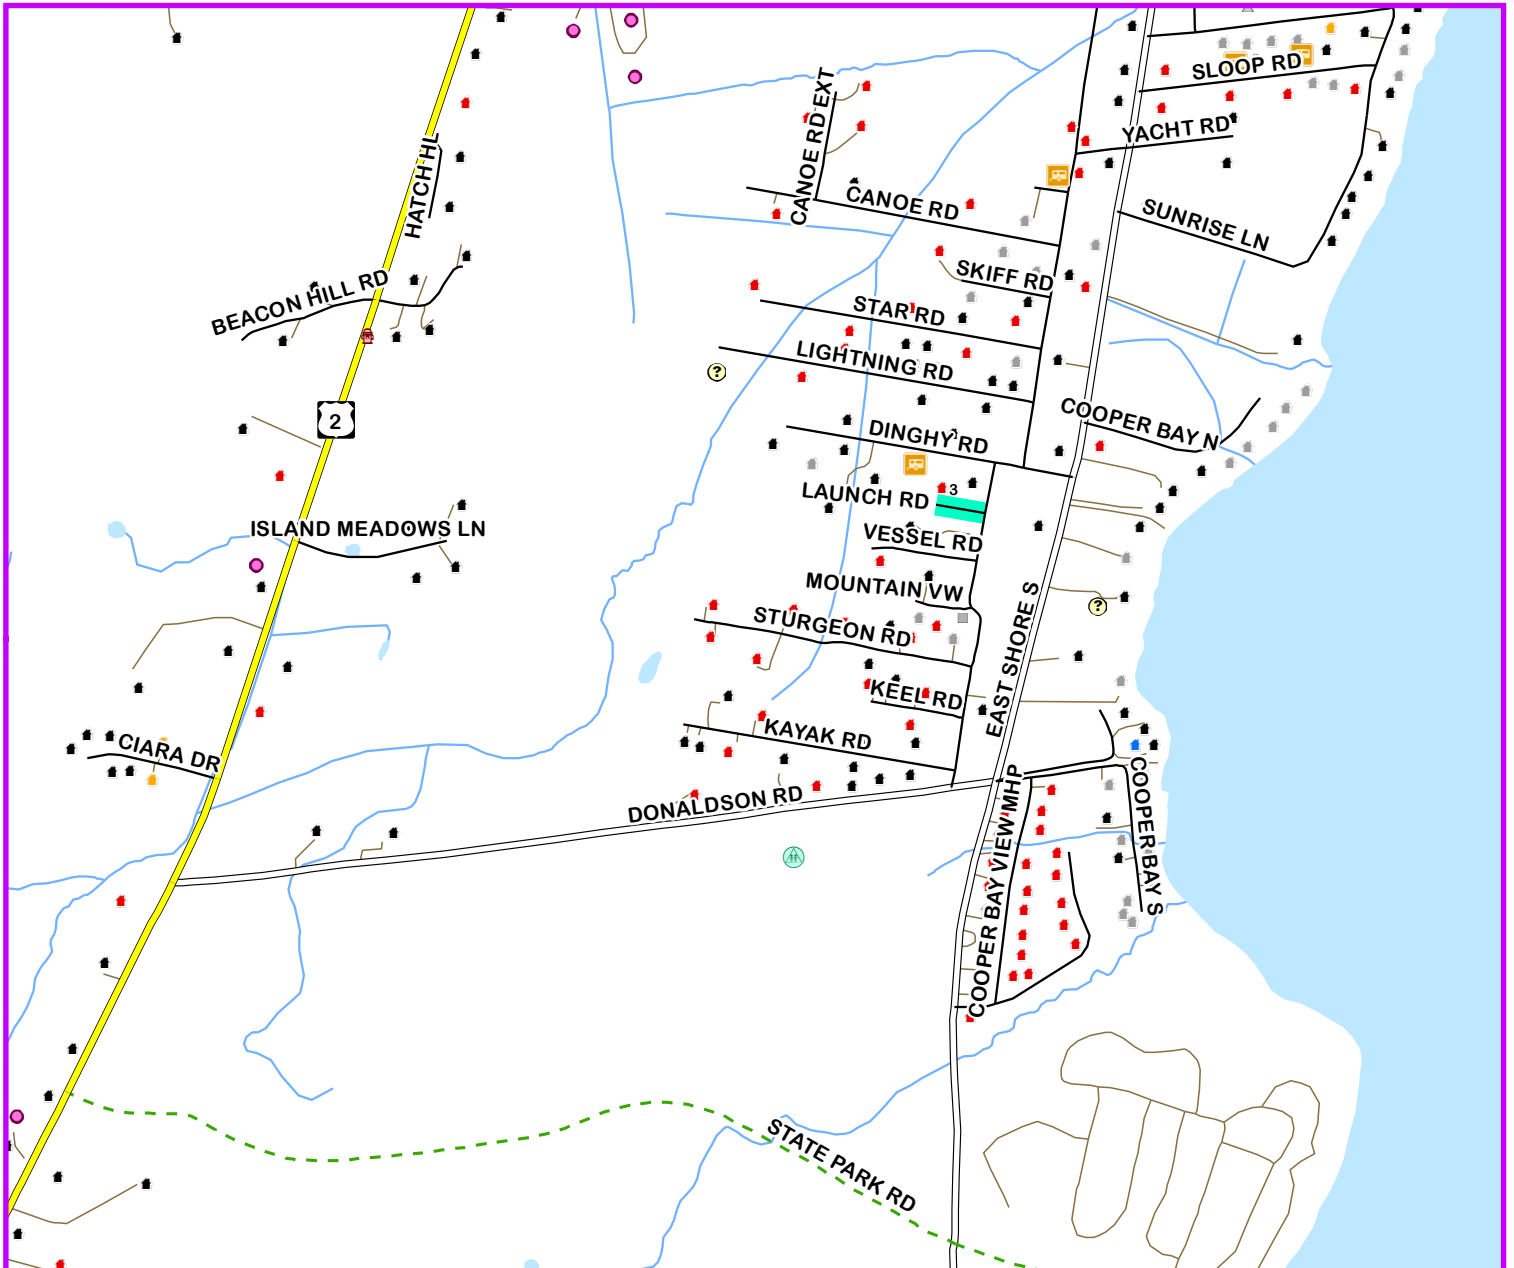 SLOOP RD
YACHT RD
CANOE RD EXT
HATCH HL
CANOE RD
SUNRISE LN
SKIFF RD
BEACON HILL RD
STAR RD
LIGHTNING RD
?
2
COOPER BAY N
DINGHY RD
LAUNCH RD
3
ISLAND MEADOWS LN
VESSEL RD
MOUNTAIN VW
?
STURGEON RD
EAST SHORE S
KEEL RD
KAYAK RD
CIARA DR
DONALDSON RD
COOPER BAY VIEW MHP
COOPER BAY S
STATE PARK RD